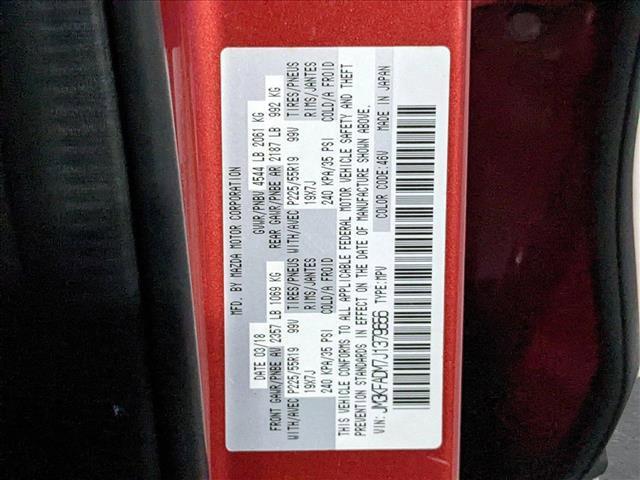 MFD. BY MAZDA MOTOR CORPORATION
DATE 03/18 GVWR/PNBV 4544 LB 2061 KG
FRONT GAWR/PNBE AV 2357 LB 1069 KG REAR GAWR/PNBE AR 2187 LB 992 KG
WITH/AVEC P225/55R19 99V TIRES/PNEUS WITH/AVEC P225/55R19 99V TIRES/PNEUS
19X7J RIMS/JANTES 19X7J RIMS/JANTES
240 KPA/35 PSI COLD/A FROID 240 KPA/35 PSI COLD/A FROID
THIS VEHICLE CONFORMS TO ALL APPLICABLE FEDERAL MOTOR VEHICLE SAFETY AND THEFT
PREVENTION STANDARDS IN EFFECT ON THE DATE OF MANUFACTURE SHOWN ABOVE.
VIN: JM3KFADM7J1379656 TYPE:MPV COLOR CODE:46V MADE IN JAPAN